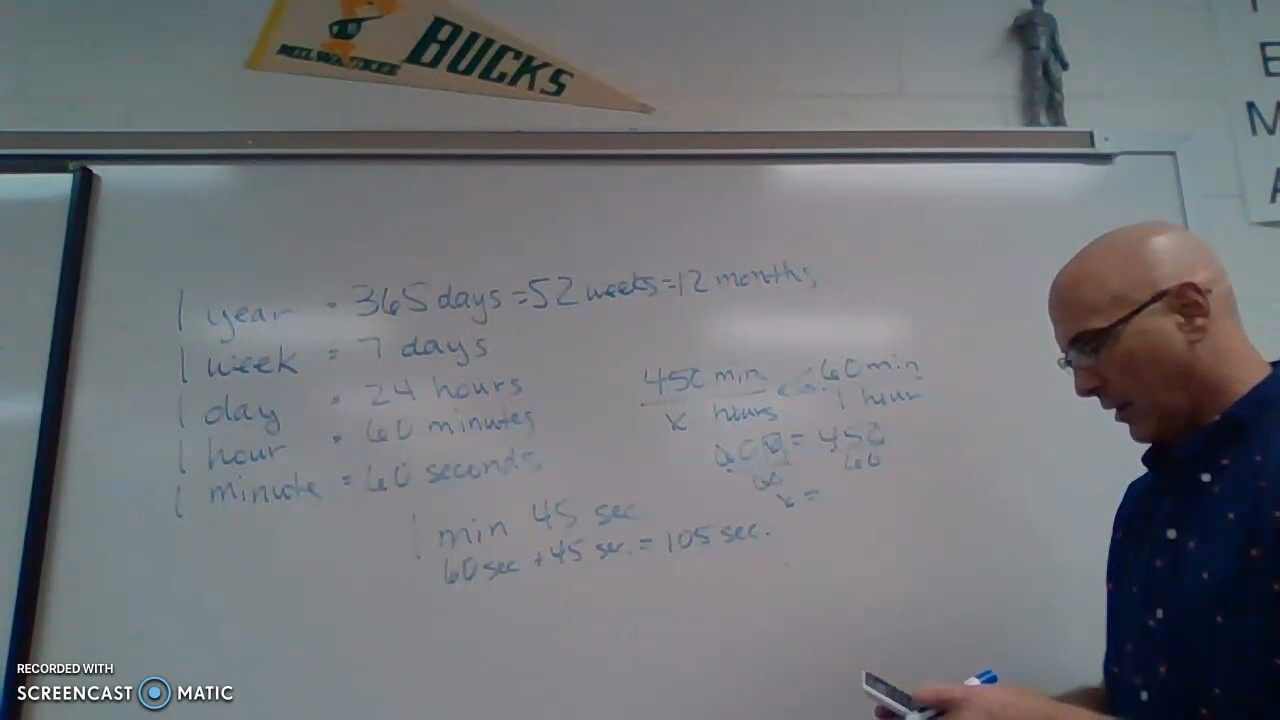 MILWAUKEE BUCKS
E
M
A
1 year = 365 days = 52 weeks = 12 months
1 week = 7 days
1 day = 24 hours
1 hour = 60 minutes
1 minute = 60 seconds
450 min 60 min
x hours 1 hour
= 450
60 60
x =
1 min 45 sec
60 sec + 45 sec. = 105 sec.
RECORDED WITH
SCREENCAST MATIC